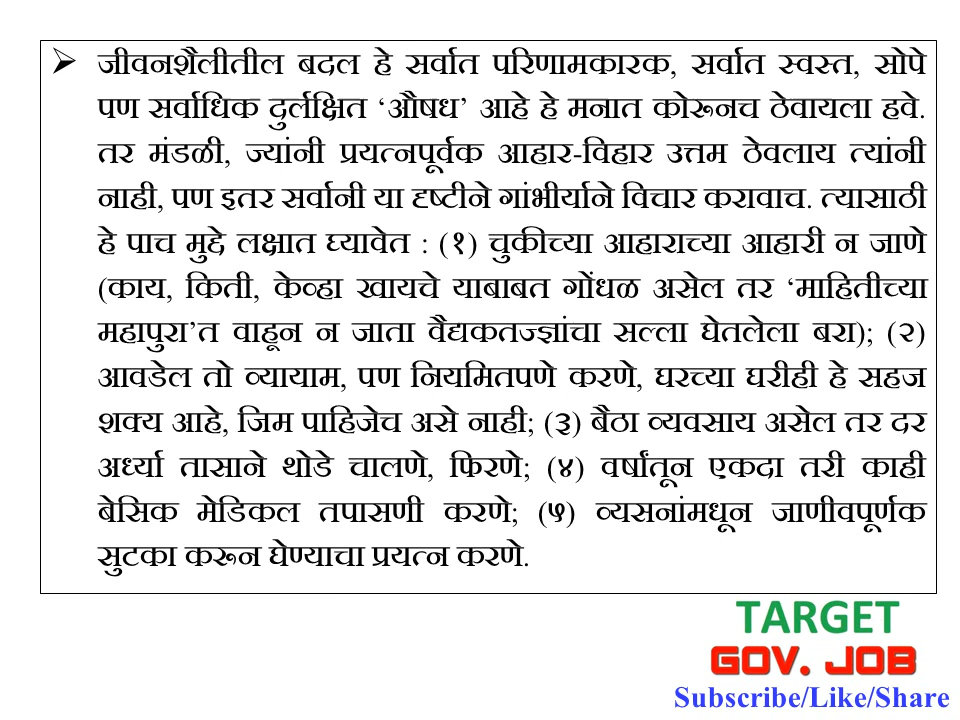 ➢ जीवनशैलीतील बदल हे सर्वात परिणामकारक, सर्वात स्वस्त, सोपे
पण सर्वाधिक दुर्लक्षित ‘औषध’ आहे हे मनात कोरूनच ठेवायला हवे.
तर मंडळी, ज्यांनी प्रयत्नपूर्वक आहार-विहार उत्तम ठेवलाय त्यांनी
नाही, पण इतर सर्वांनी या दृष्टीने गांभीर्याने विचार करावाच. त्यासाठी
हे पाच मुद्दे लक्षात घ्यावेत : (१) चुकीच्या आहाराच्या आहारी न जाणे
(काय, किती, केव्हा खायचे याबाबत गोंधळ असेल तर ‘माहितीच्या
महापुरा’त वाहून न जाता वैद्यकतज्ज्ञांचा सल्ला घेतलेला बरा); (२)
आवडेल तो व्यायाम, पण नियमितपणे करणे, घरच्या घरीही हे सहज
शक्य आहे, जिम पाहिजेच असे नाही; (३) बैठा व्यवसाय असेल तर दर
अर्ध्या तासाने थोडे चालणे, फिरणे; (४) वर्षांतून एकदा तरी काही
बेसिक मेडिकल तपासणी करणे; (५) व्यसनांमधून जाणीवपूर्णक
सुटका करून घेण्याचा प्रयत्न करणे.
TARGET
GOV. JOB
Subscribe/Like/Share